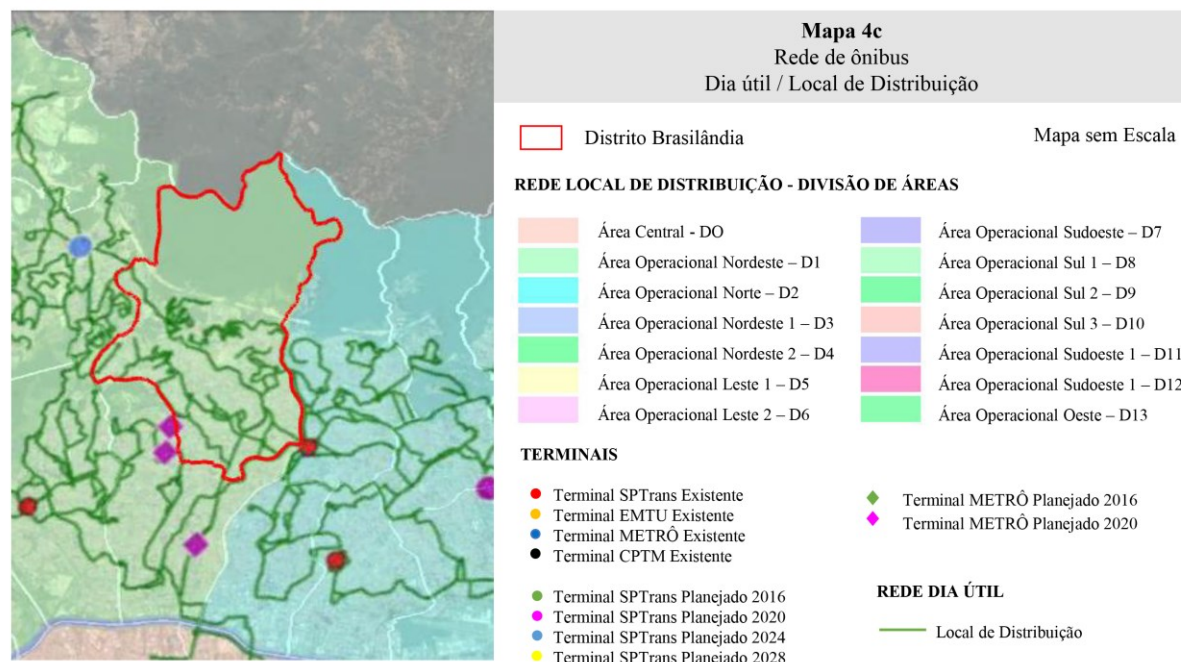 Mapa 4c
Rede de ônibus
Dia útil / Local de Distribuição
Distrito Brasilândia
Mapa sem Escala
REDE LOCAL DE DISTRIBUIÇÃO - DIVISÃO DE ÁREAS
Área Central - DO
Área Operacional Nordeste – D1
Área Operacional Norte – D2
Área Operacional Nordeste 1 – D3
Área Operacional Nordeste 2 – D4
Área Operacional Leste 1 – D5
Área Operacional Leste 2 – D6
Área Operacional Sudoeste – D7
Área Operacional Sul 1 – D8
Área Operacional Sul 2 – D9
Área Operacional Sul 3 – D10
Área Operacional Sudoeste 1 – D11
Área Operacional Sudoeste 1 – D12
Área Operacional Oeste – D13
TERMINAIS
Terminal SPTrans Existente
Terminal EMTU Existente
Terminal METRÔ Existente
Terminal CPTM Existente
Terminal SPTrans Planejado 2016
Terminal SPTrans Planejado 2020
Terminal SPTrans Planejado 2024
Terminal SPTrans Planejado 2028
Terminal METRÔ Planejado 2016
Terminal METRÔ Planejado 2020
REDE DIA ÚTIL
Local de Distribuição